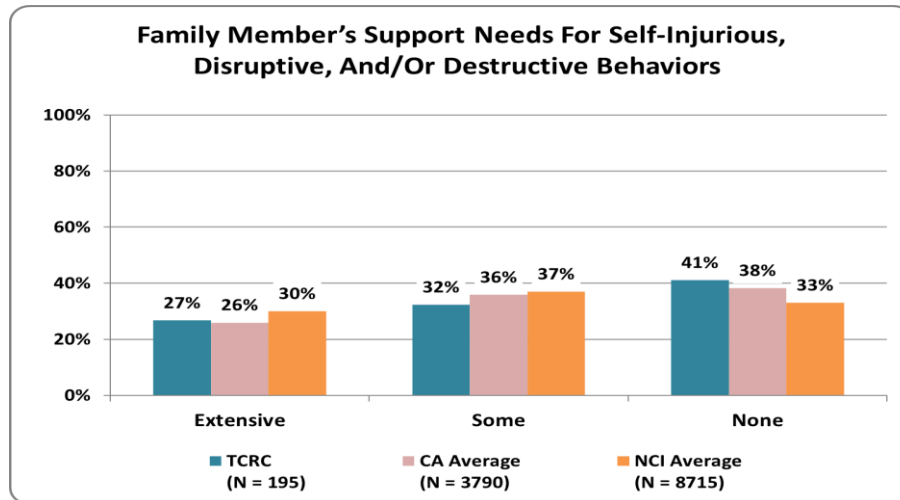 Family Member's Support Needs For Self-Injurious,
Disruptive, And/Or Destructive Behaviors
100%
80%
60%
40%
20%
0%
27%
26%
30%
32%
36%
37%
41%
38%
33%
Extensive
Some
None
TCRC
(N = 195)
CA Average
(N = 3790)
NCI Average
(N = 8715)